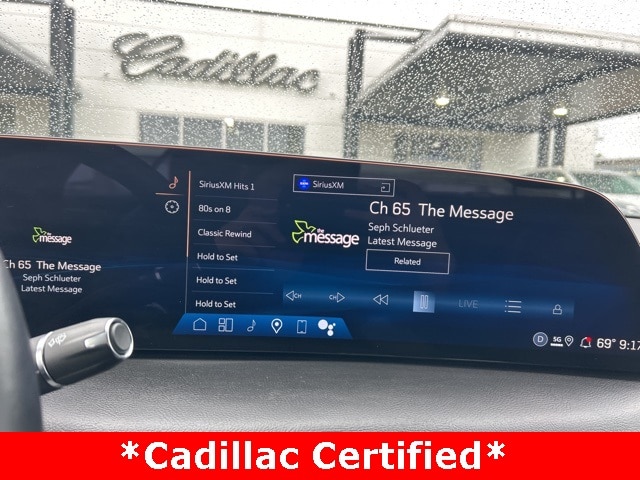 Cadillac
SiriusXM Hits 1
80s on 8
Classic Rewind
Hold to Set
Hold to Set
Hold to Set
SiriusXM
the message
Ch 65 The Message
Seph Schlueter
Latest Message
Related
the message
Ch 65 The Message
Seph Schlueter
Latest Message
CH
CH
LIVE
D
5G
69° 9:17
*Cadillac Certified*